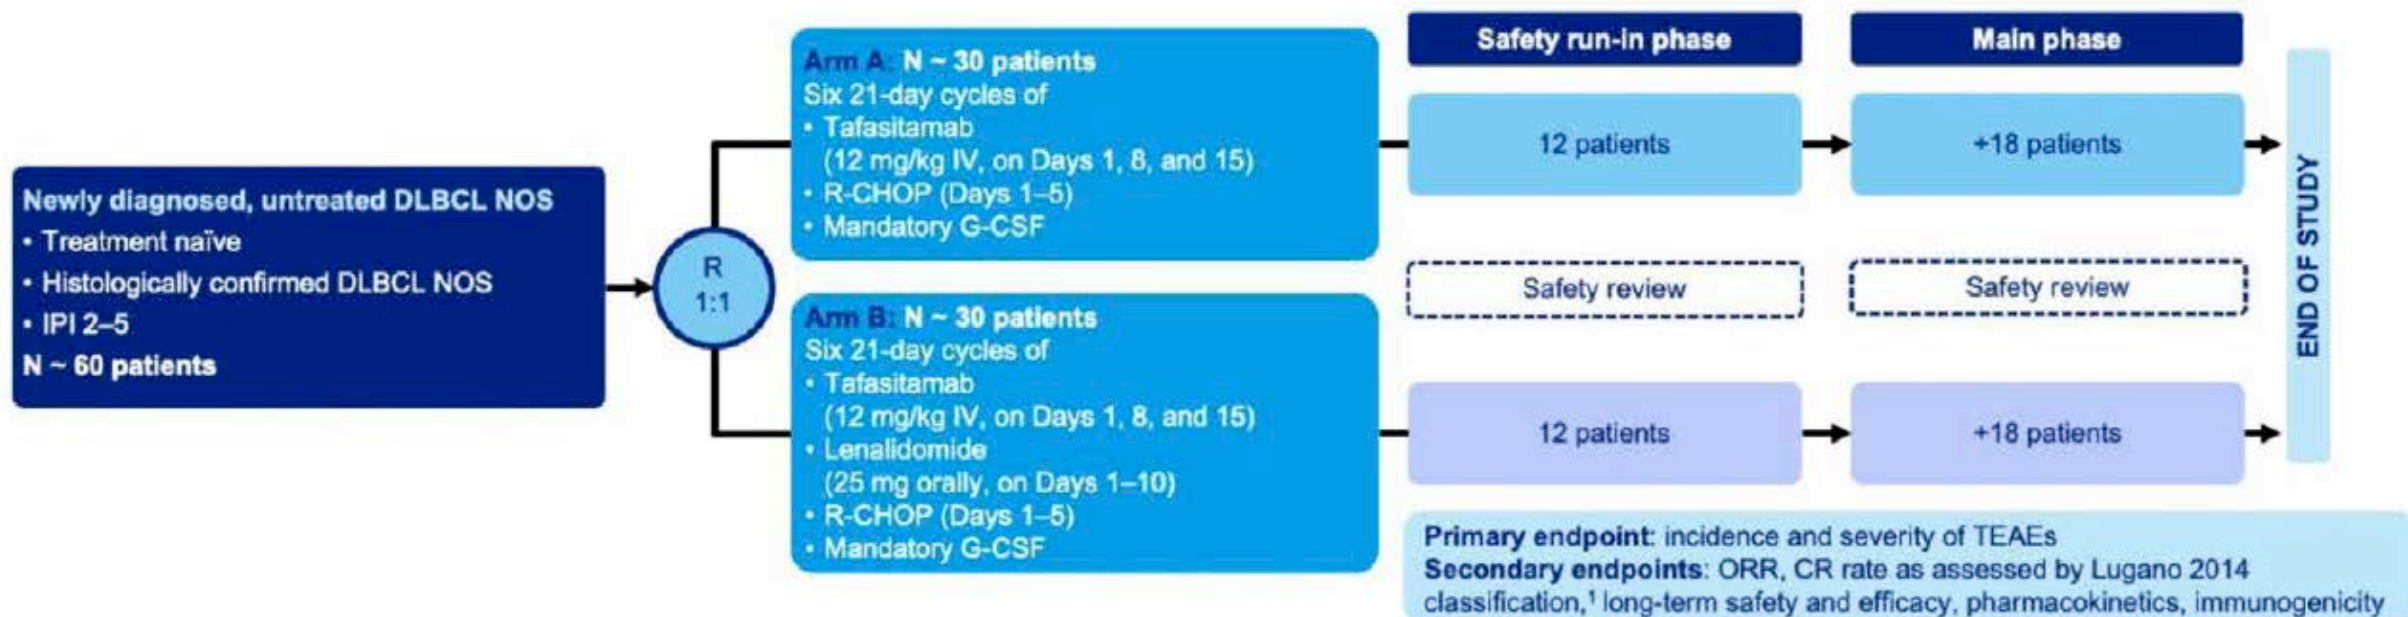 Newly diagnosed, untreated DLBCL NOS
• Treatment naïve
• Histologically confirmed DLBCL NOS
• IPI 2–5
N ~ 60 patients
R
1:1
Arm A: N ~ 30 patients
Six 21-day cycles of
• Tafasitamab
(12 mg/kg IV, on Days 1, 8, and 15)
• R-CHOP (Days 1–5)
• Mandatory G-CSF
Arm B: N ~ 30 patients
Six 21-day cycles of
• Tafasitamab
(12 mg/kg IV, on Days 1, 8, and 15)
• Lenalidomide
(25 mg orally, on Days 1–10)
• R-CHOP (Days 1–5)
• Mandatory G-CSF
Safety run-in phase
Main phase
12 patients
+18 patients
Safety review
Safety review
12 patients
+18 patients
END OF STUDY
Primary endpoint: incidence and severity of TEAEs
Secondary endpoints: ORR, CR rate as assessed by Lugano 2014
classification,¹ long-term safety and efficacy, pharmacokinetics, immunogenicity